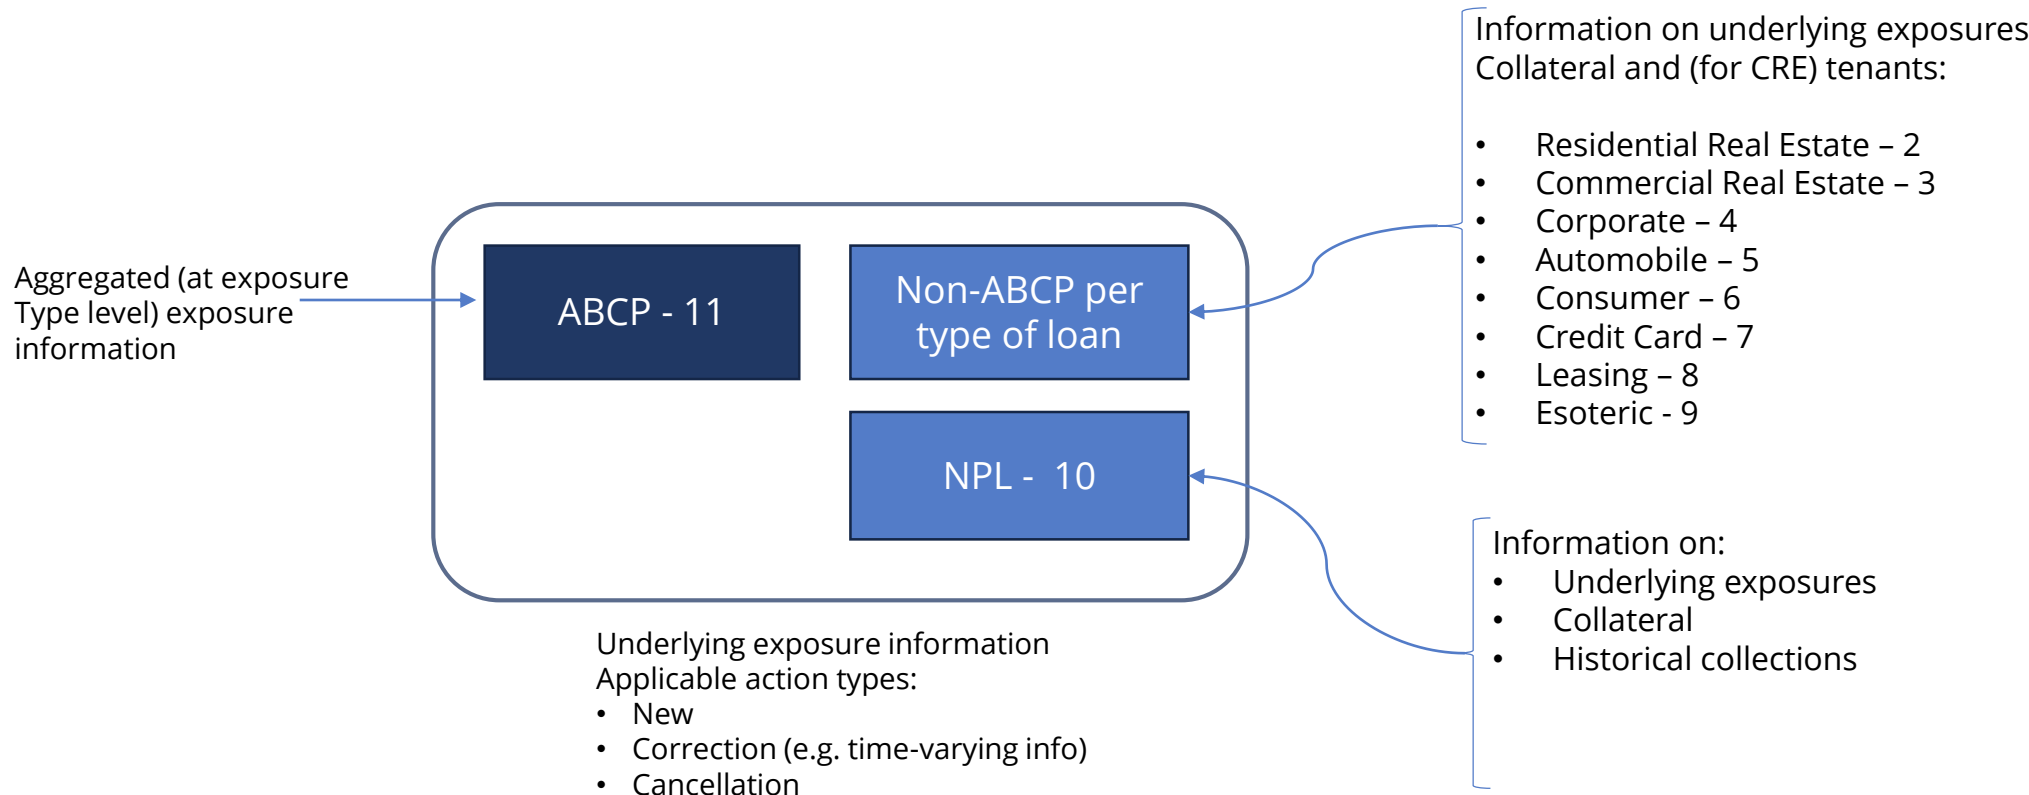 Aggregated (at exposure
Type level) exposure
information
ABCP - 11
Non-ABCP per
type of loan
NPL -  10
Underlying exposure information
Applicable action types:
• New
• Correction (e.g. time-varying info)
• Cancellation
Information on underlying exposures
Collateral and (for CRE) tenants:
• Residential Real Estate – 2
• Commercial Real Estate – 3
• Corporate – 4
• Automobile – 5
• Consumer – 6
• Credit Card – 7
• Leasing – 8
• Esoteric - 9
Information on:
• Underlying exposures
• Collateral
• Historical collections